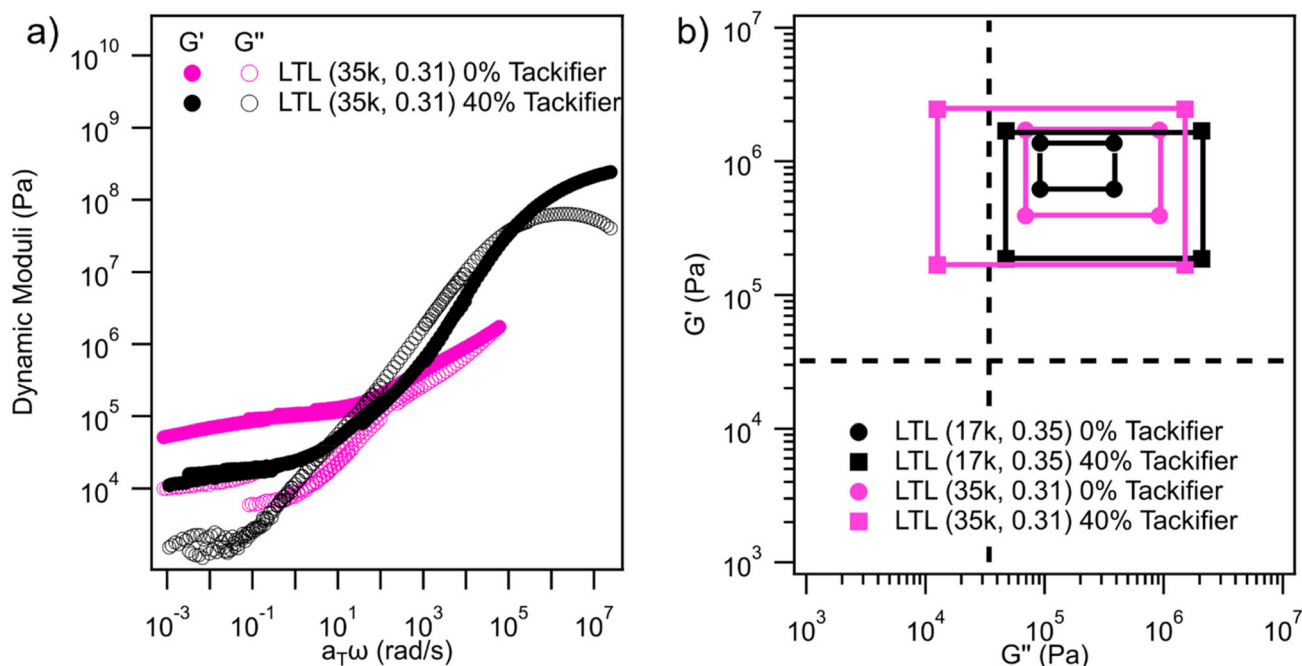 a)
G' G"
LTL (35k, 0.31) 0% Tackifier
LTL (35k, 0.31) 40% Tackifier
Dynamic Moduli (Pa)
10^10
10^9
10^8
10^7
10^6
10^5
10^4
10^-3 10^-1 10^1 10^3 10^5 10^7
a_Tω (rad/s)
b)
G' (Pa)
10^7
10^6
10^5
10^4
10^3
LTL (17k, 0.35) 0% Tackifier
LTL (17k, 0.35) 40% Tackifier
LTL (35k, 0.31) 0% Tackifier
LTL (35k, 0.31) 40% Tackifier
10^3 10^4 10^5 10^6 10^7
G" (Pa)